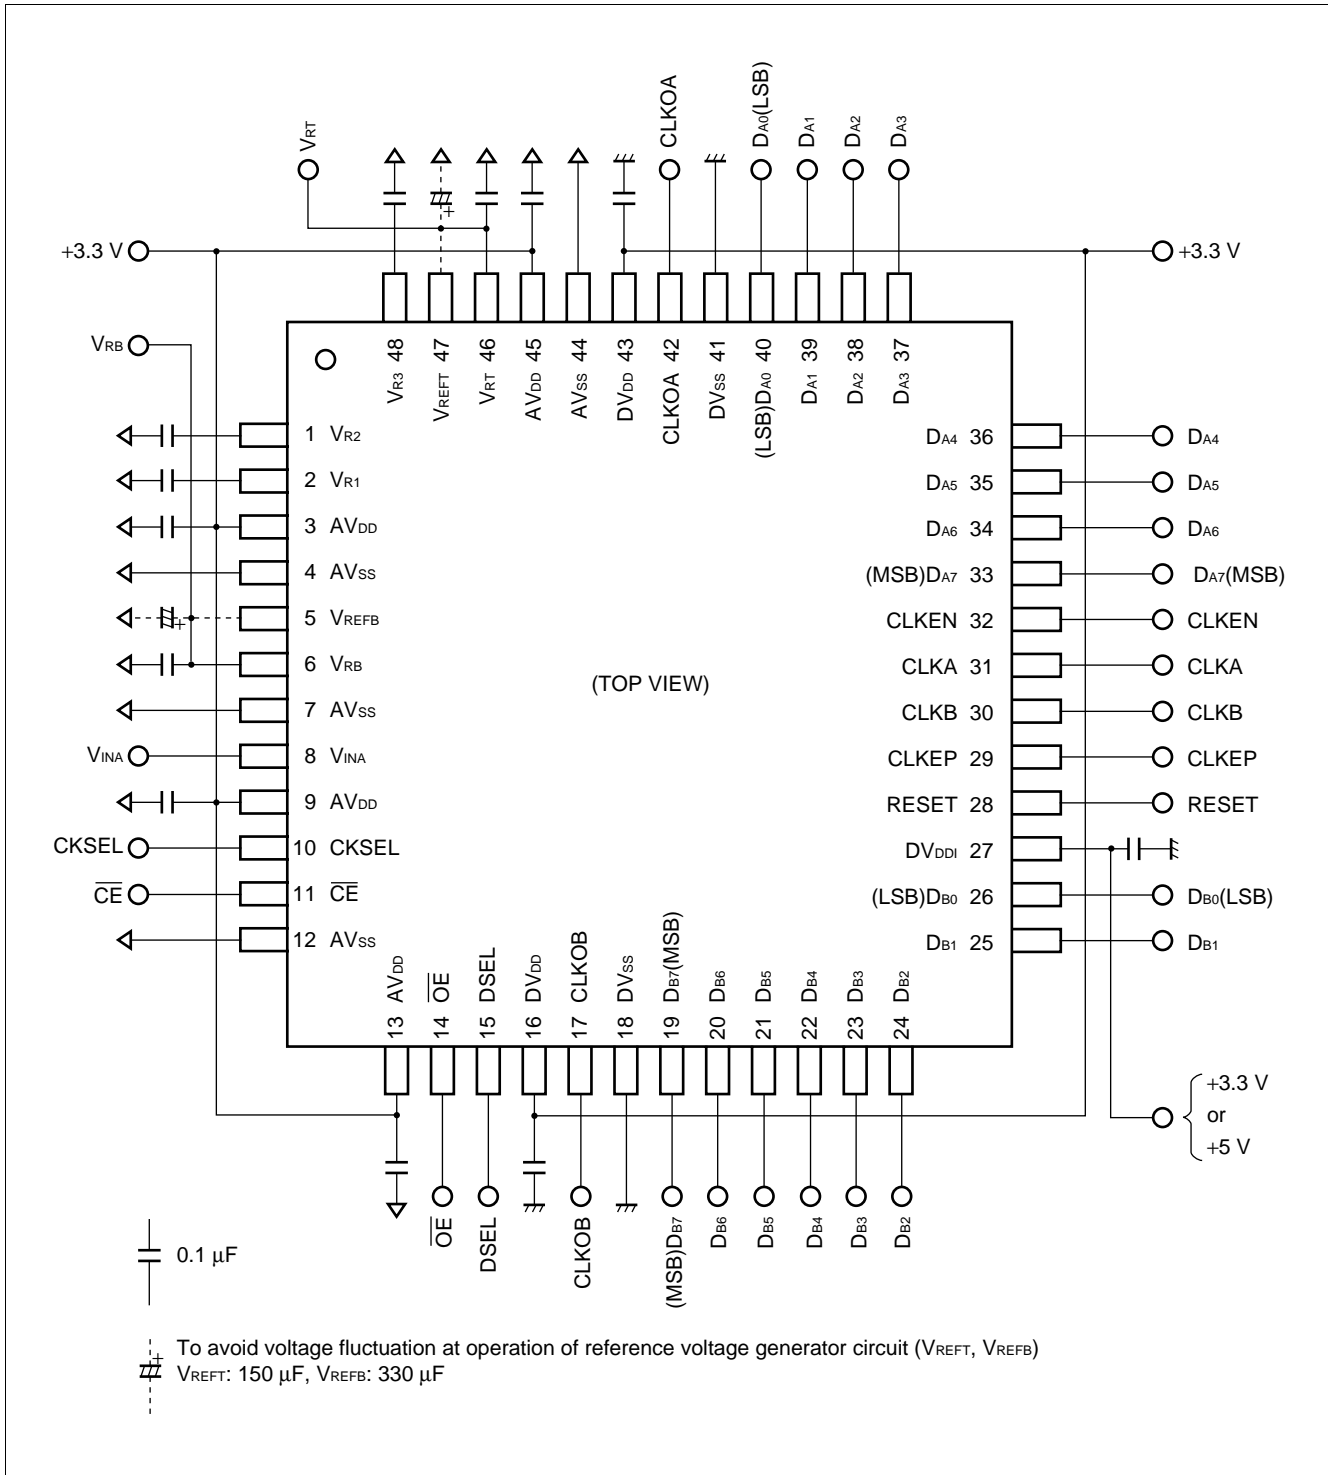 VRT
CLKOA
DA0(LSB)
DA1
DA2
DA3
+
+3.3 V
+3.3 V
VRB
48 VR3
47 VREFT
46 VRT
45 AVDD
44 AVSS
43 DVDD
42 CLKOA
41 DVSS
40 (LSB)DA0
39 DA1
38 DA2
37 DA3
1 VR2
2 VR1
3 AVDD
4 AVSS
+
5 VREFB
6 VRB
7 AVSS
VINA
8 VINA
9 AVDD
CKSEL
10 CKSEL
CE
11 CE
12 AVSS
(TOP VIEW)
DA4 36 DA4
DA5 35 DA5
DA6 34 DA6
(MSB)DA7 33 DA7(MSB)
CLKEN 32 CLKEN
CLKA 31 CLKA
CLKB 30 CLKB
CLKEP 29 CLKEP
RESET 28 RESET
DVDDI 27
(LSB)DB0 26 DB0(LSB)
DB1 25 DB1
13 AVDD
14 OE
15 DSEL
16 DVDD
17 CLKOB
18 DVSS
19 DB7(MSB)
20 DB6
21 DB5
22 DB4
23 DB3
24 DB2
+3.3 V
or
+5 V
OE
DSEL
CLKOB
(MSB)DB7
DB6
DB5
DB4
DB3
DB2
0.1 μF
+
To avoid voltage fluctuation at operation of reference voltage generator circuit (VREFT, VREFB)
VREFT: 150 μF, VREFB: 330 μF